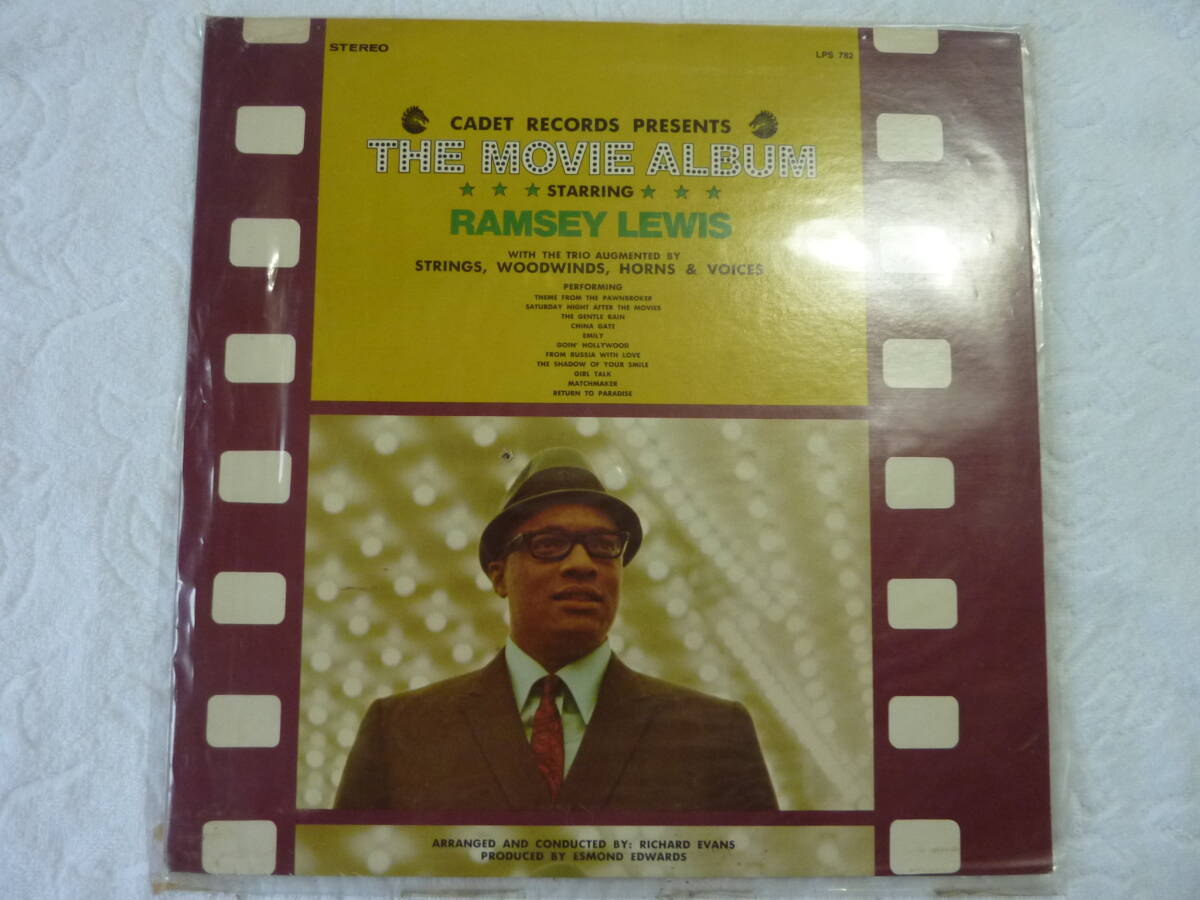 STEREO
LPS 782
CADET RECORDS PRESENTS
THE MOVIE ALBUM
STARRING
RAMSEY LEWIS
WITH THE TRIO AUGMENTED BY
STRINGS, WOODWINDS, HORNS & VOICES
PERFORMING
THEME FROM THE PAWNBROKER
SATURDAY NIGHT AFTER THE MOVIES
THE GENTLE RAIN
CHINA GATE
EMILY
GOIN' HOLLYWOOD
FROM RUSSIA WITH LOVE
THE SHADOW OF YOUR SMILE
GIRL TALK
MATCHMAKER
RETURN TO PARADISE
ARRANGED AND CONDUCTED BY: RICHARD EVANS
PRODUCED BY ESMOND EDWARDS